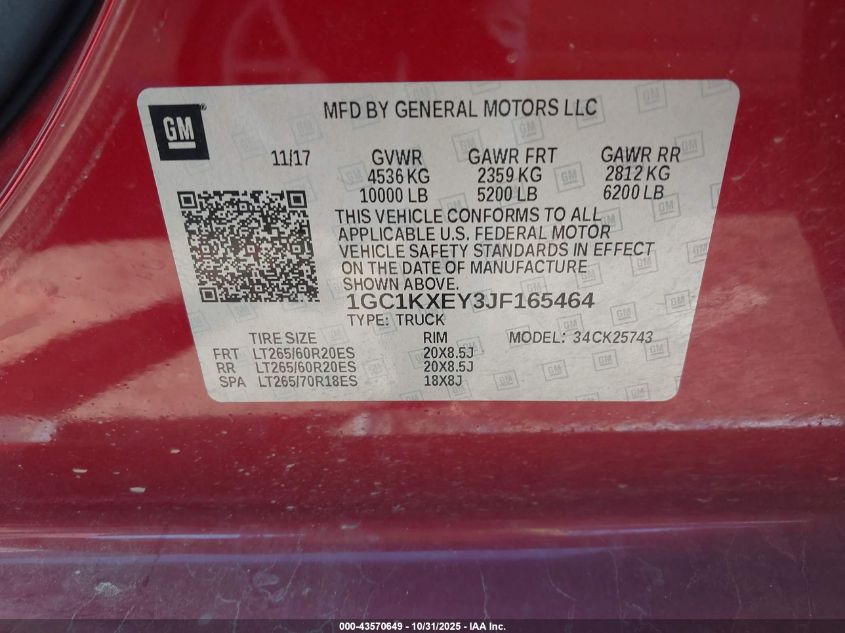 GM
MFD BY GENERAL MOTORS LLC
11/17 GVWR GAWR FRT GAWR RR
4536 KG 2359 KG 2812 KG
10000 LB 5200 LB 6200 LB
THIS VEHICLE CONFORMS TO ALL
APPLICABLE U.S. FEDERAL MOTOR
VEHICLE SAFETY STANDARDS IN EFFECT
ON THE DATE OF MANUFACTURE
SHOWN ABOVE.
1GC1KXEY3JF165464
TYPE: TRUCK
TIRE SIZE RIM MODEL: 34CK25743
FRT LT265/60R20ES 20X8.5J
RR LT265/60R20ES 20X8.5J
SPA LT265/70R18ES 18X8J
000-43570649 - 10/31/2025 - IAA Inc.